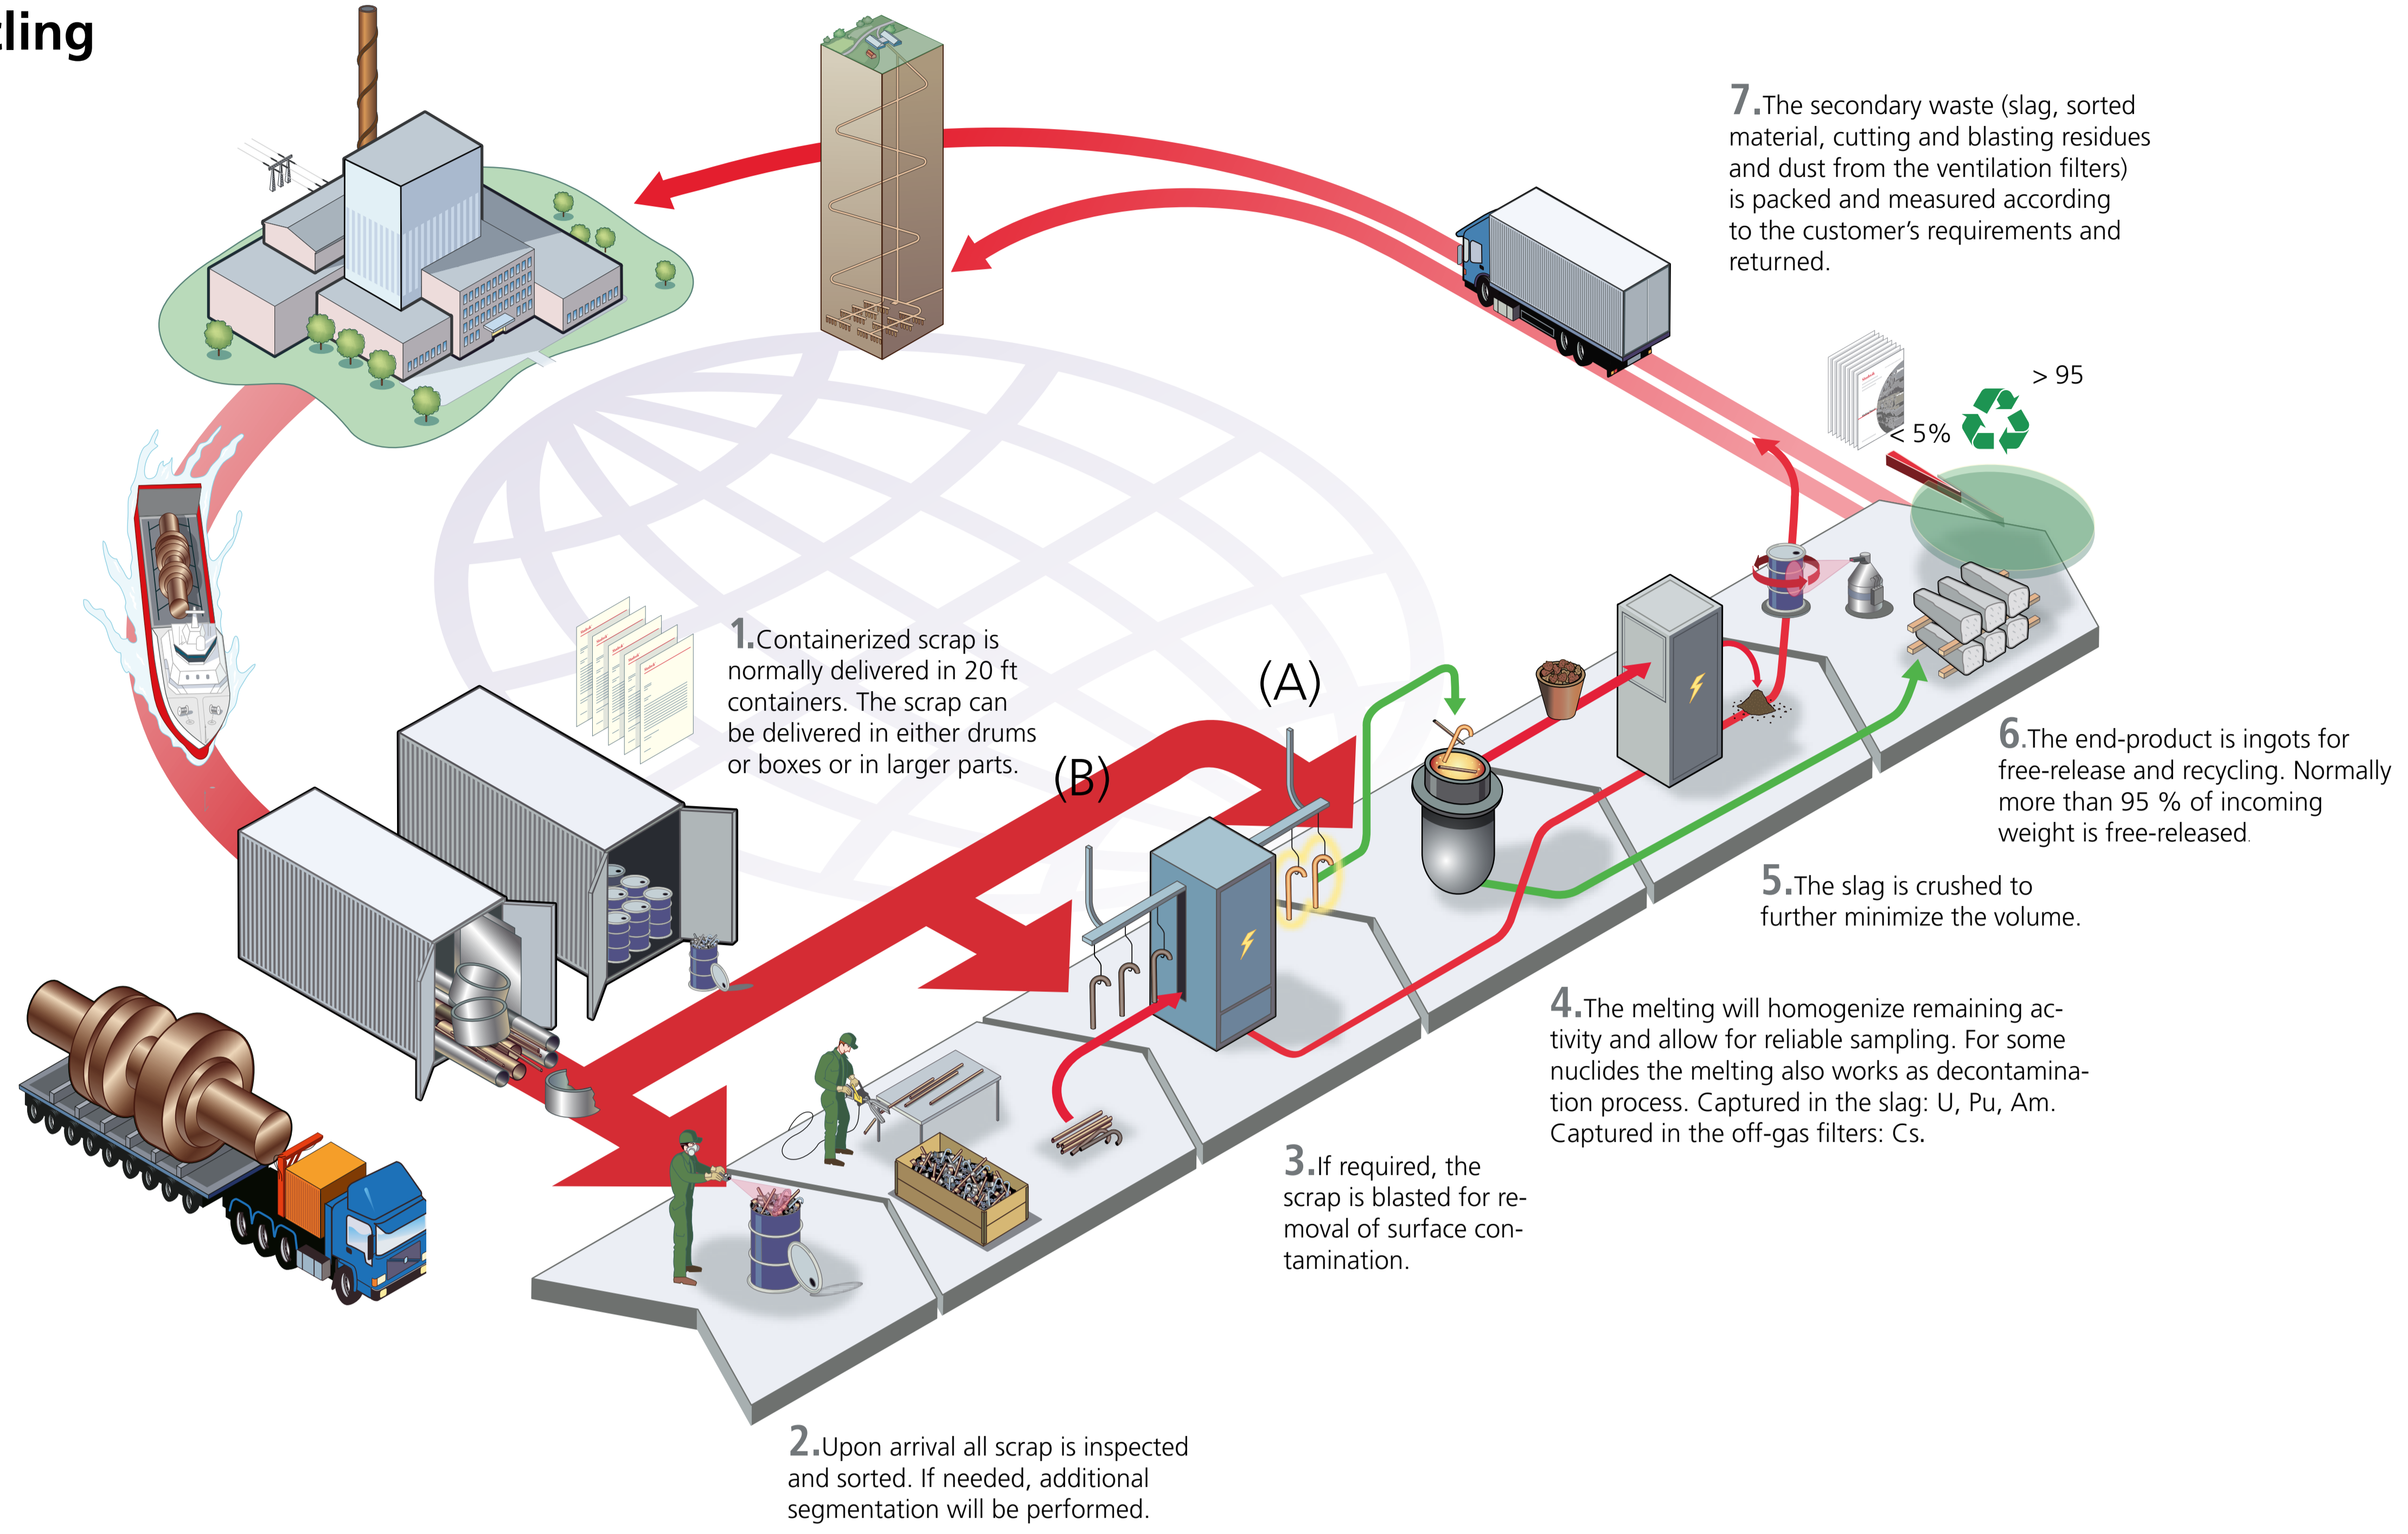 ling
7.The secondary waste (slag, sorted
material, cutting and blasting residues
and dust from the ventilation filters)
is packed and measured according
to the customer’s requirements and
returned.
> 95
< 5%
1.Containerized scrap is
normally delivered in 20 ft
containers. The scrap can
be delivered in either drums
or boxes or in larger parts.
(A)
(B)
6.The end-product is ingots for
free-release and recycling. Normally
more than 95 % of incoming
weight is free-released.
5.The slag is crushed to
further minimize the volume.
4.The melting will homogenize remaining ac-
tivity and allow for reliable sampling. For some
nuclides the melting also works as decontamina-
tion process. Captured in the slag: U, Pu, Am.
Captured in the off-gas filters: Cs.
3.If required, the
scrap is blasted for re-
moval of surface con-
tamination.
2.Upon arrival all scrap is inspected
and sorted. If needed, additional
segmentation will be performed.